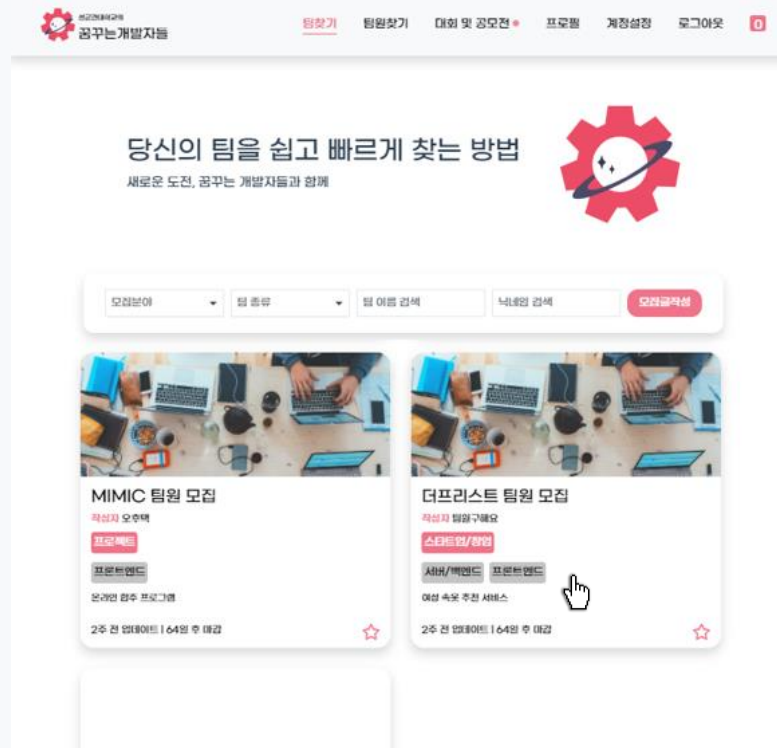 성균관대학교의
꿈꾸는개발자들
팀찾기 팀원찾기 대회 및 공모전 프로필 계정설정 로그아웃 0
당신의 팀을 쉽고 빠르게 찾는 방법
새로운 도전, 꿈꾸는 개발자들과 함께
모집분야 팀 종류 팀 이름 검색 닉네임 검색 모집글작성
MIMIC 팀원 모집
작성자 오추택
프로젝트
프론트엔드
온라인 합주 프로그램
2주 전 업데이트 | 64일 후 마감
더프리스트 팀원 모집
작성자 팀원구해요
스타트업/창업
서버/백엔드 프론트엔드
여성 속옷 추천 서비스
2주 전 업데이트 | 64일 후 마감